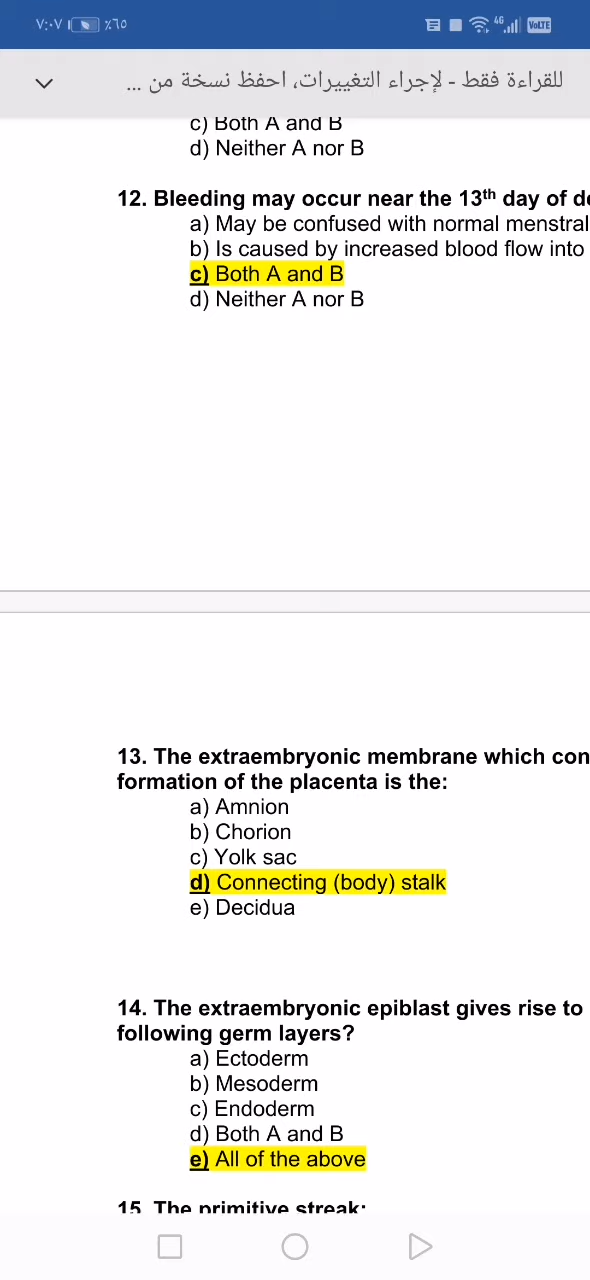 ٧:٠٧ ٪٦٥ 4G VoLTE
للقراءة فقط - لإجراء التغييرات، احفظ نسخة من ...
c) Both A and B
d) Neither A nor B
12. Bleeding may occur near the 13th day of de
a) May be confused with normal menstral
b) Is caused by increased blood flow into
c) Both A and B
d) Neither A nor B
13. The extraembryonic membrane which con
formation of the placenta is the:
a) Amnion
b) Chorion
c) Yolk sac
d) Connecting (body) stalk
e) Decidua
14. The extraembryonic epiblast gives rise to
following germ layers?
a) Ectoderm
b) Mesoderm
c) Endoderm
d) Both A and B
e) All of the above
15. The primitive streak: